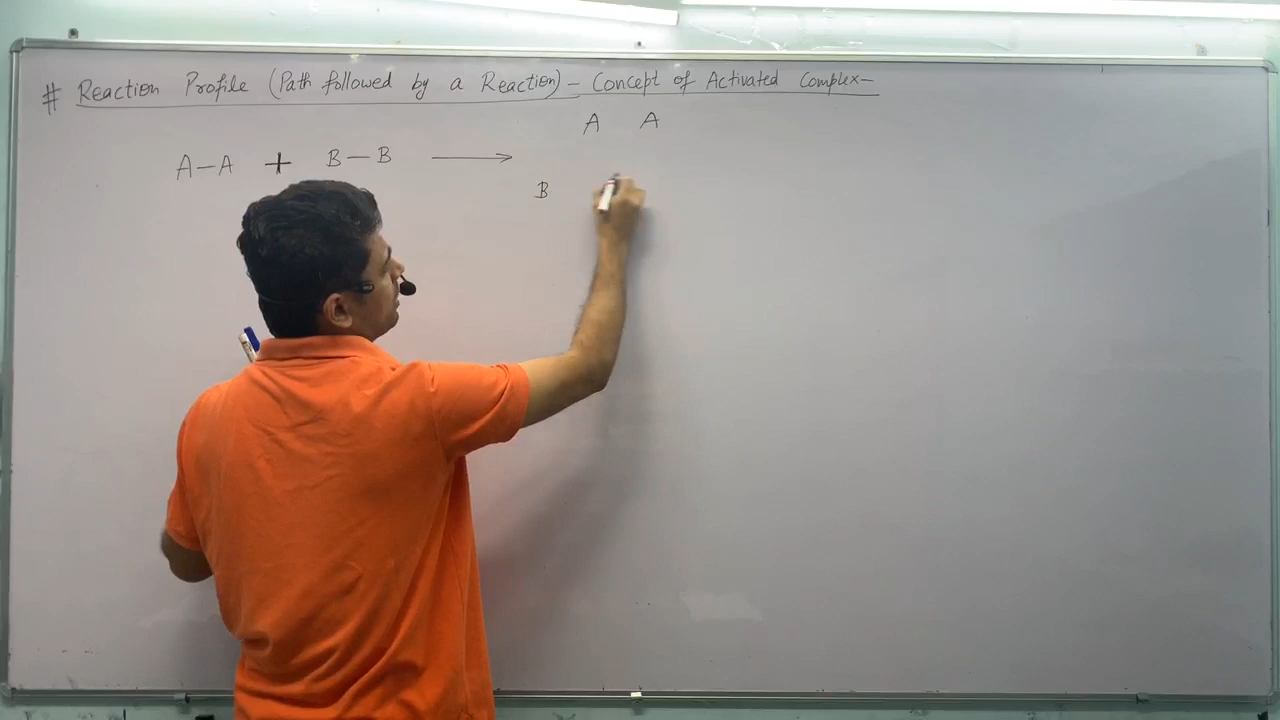 # Reaction Profile (Path followed by a Reaction) - Concept of Activated Complex-
A A
A-A + B-B ⟶
B